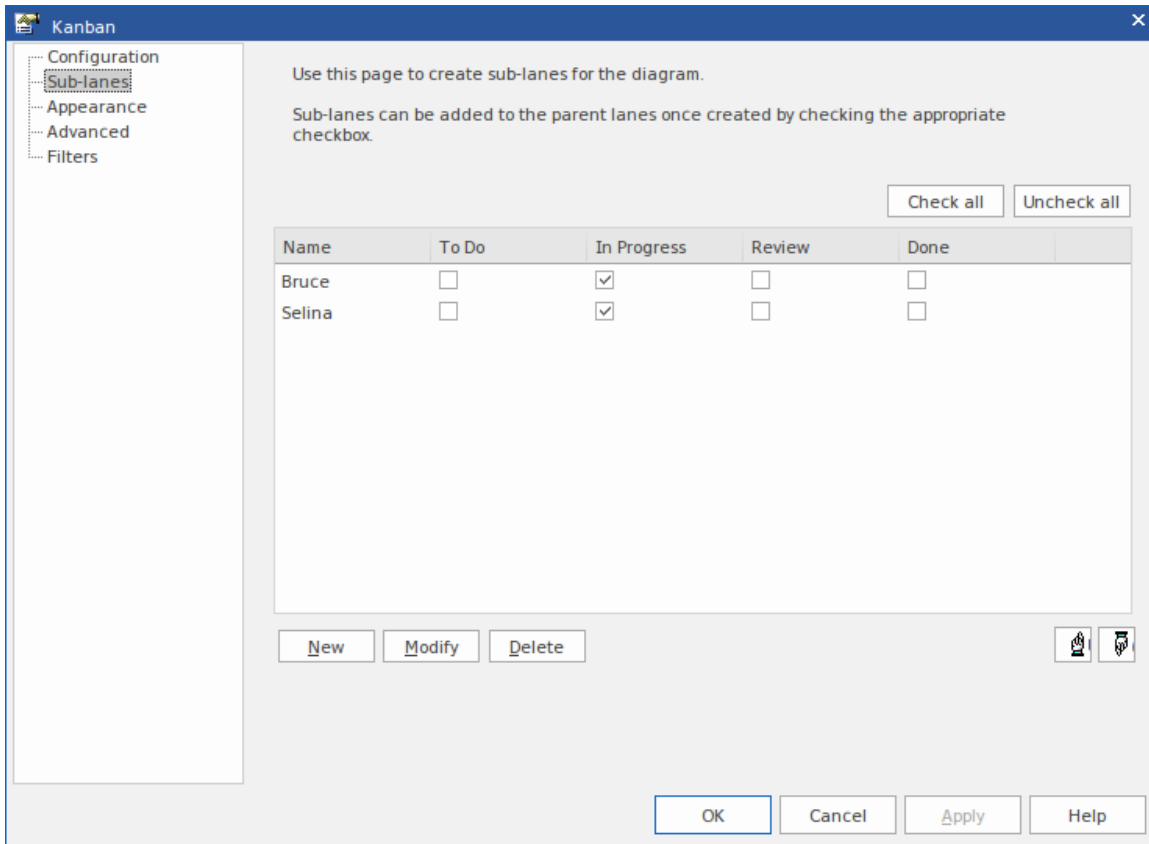 Kanban
Configuration
Sub-lanes
Appearance
Advanced
Filters
Use this page to create sub-lanes for the diagram.
Sub-lanes can be added to the parent lanes once created by checking the appropriate
checkbox.
Check all Uncheck all
Name To Do In Progress Review Done
Bruce
Selina
New Modify Delete
OK Cancel Apply Help